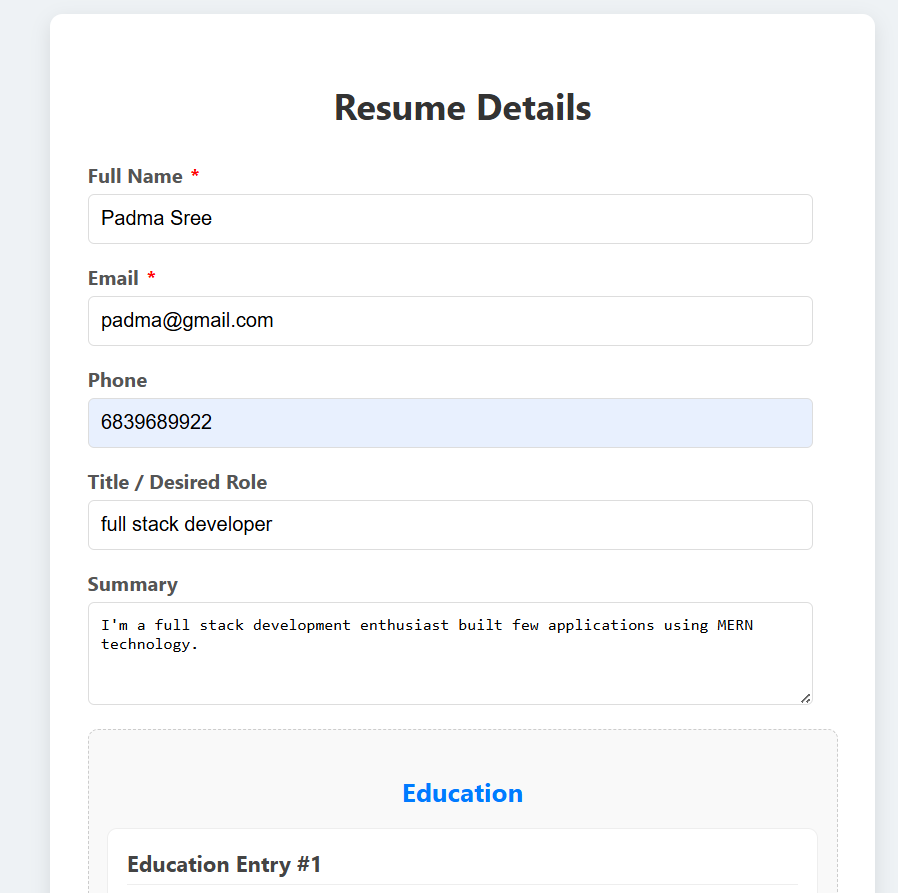 Resume Details
Full Name *
Padma Sree
Email *
padma@gmail.com
Phone
6839689922
Title / Desired Role
full stack developer
Summary
I'm a full stack development enthusiast built few applications using MERN
technology.
Education
Education Entry #1